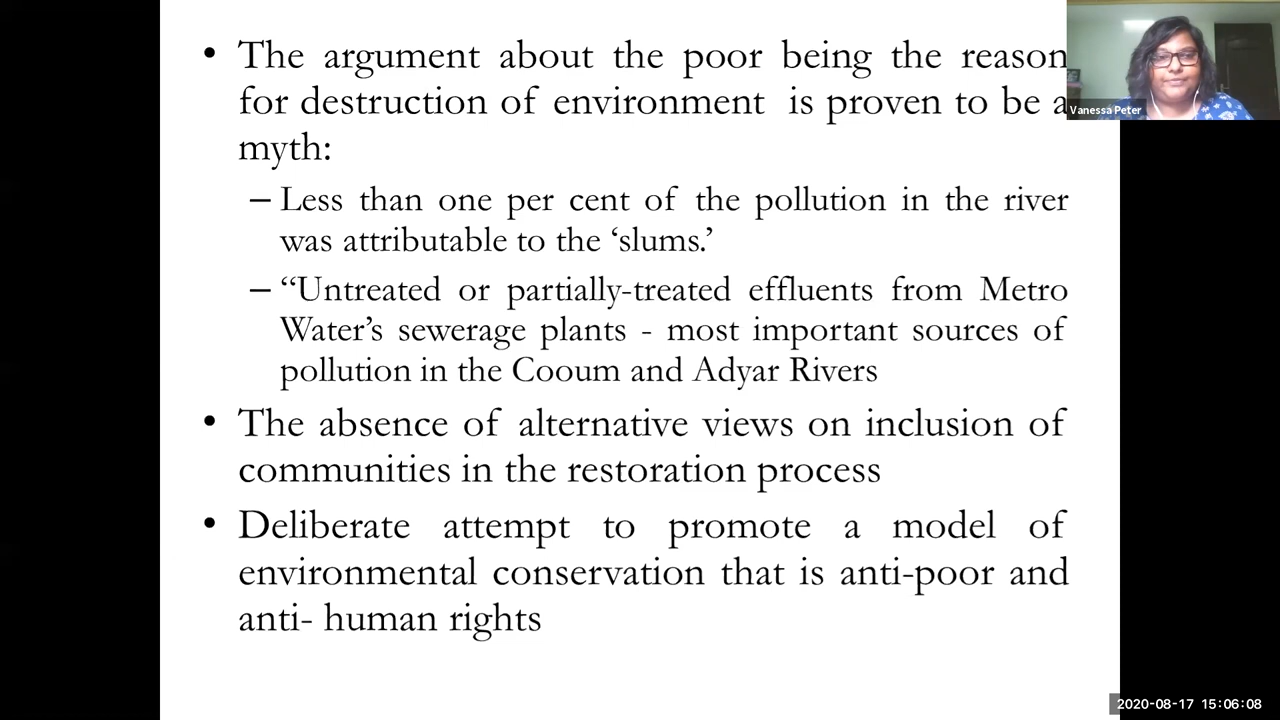 • The argument about the poor being the reason
for destruction of environment is proven to be a
myth:
– Less than one per cent of the pollution in the river
was attributable to the ‘slums.’
– “Untreated or partially-treated effluents from Metro
Water’s sewerage plants - most important sources of
pollution in the Cooum and Adyar Rivers
• The absence of alternative views on inclusion of
communities in the restoration process
• Deliberate attempt to promote a model of
environmental conservation that is anti-poor and
anti- human rights
Vanessa Peter
2020-08-17 15:06:08